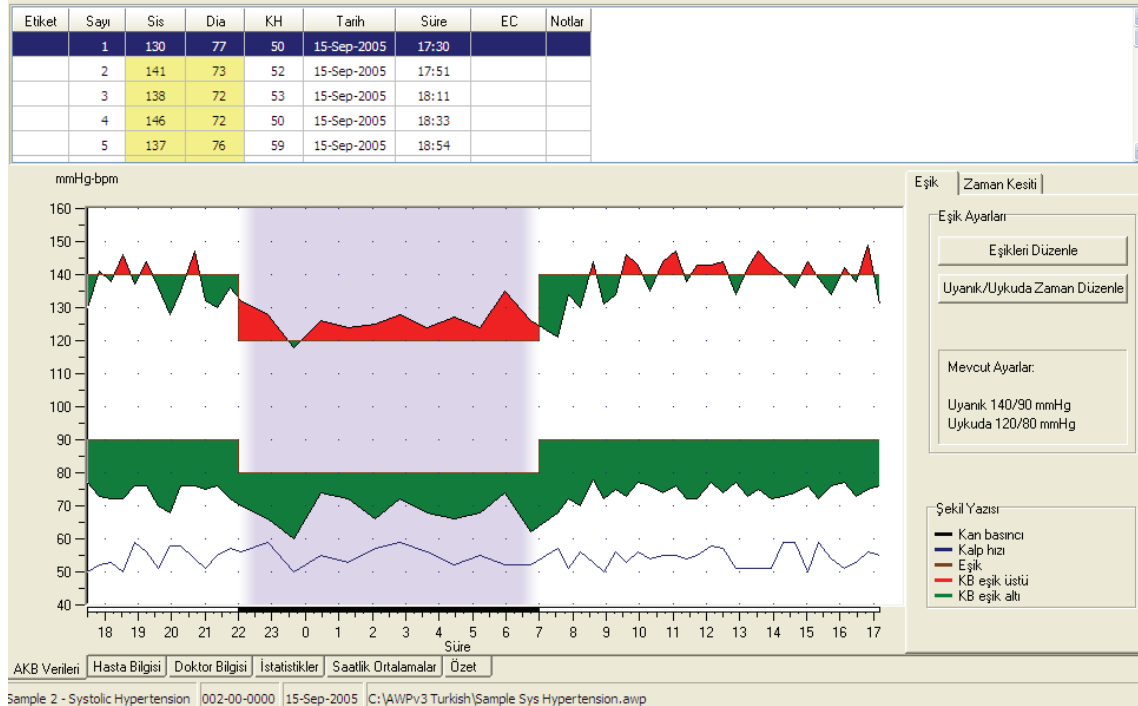 Etiket Sayı Sis Dia KH Tarih Süre EC Notlar
1 130 77 50 15-Sep-2005 17:30
2 141 73 52 15-Sep-2005 17:51
3 138 72 53 15-Sep-2005 18:11
4 146 72 50 15-Sep-2005 18:33
5 137 76 59 15-Sep-2005 18:54
mmHg-bpm
160
150
140
130
120
110
100
90
80
70
60
50
40
18 19 20 21 22 23 0 1 2 3 4 5 6 7 8 9 10 11 12 13 14 15 16 17
Süre
Eşik Zaman Kesiti
Eşik Ayarları
Eşikleri Düzenle
Uyanık/Uykuda Zaman Düzenle
Mevcut Ayarlar:
Uyanık 140/90 mmHg
Uykuda 120/80 mmHg
Şekil Yazısı
Kan basıncı
Kalp hızı
Eşik
KB eşik üstü
KB eşik altı
AKB Verileri Hasta Bilgisi Doktor Bilgisi İstatistikler Saatlik Ortalamalar Özet
Sample 2 - Systolic Hypertension 002-00-0000 15-Sep-2005 C:\AWPv3 Turkish\Sample Sys Hypertension.awp